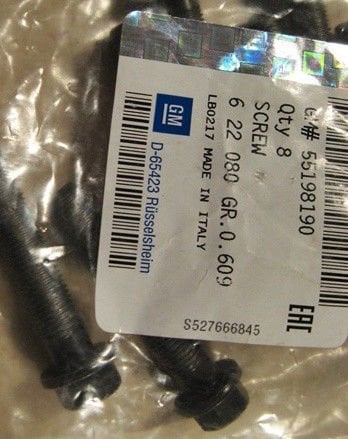 G/# 55198190
Qty 8
SCREW
6 22 080 GR.0.609
LB0217 MADE IN ITALY
GM
D-65423 Rüsselsheim
EAC
S527666845